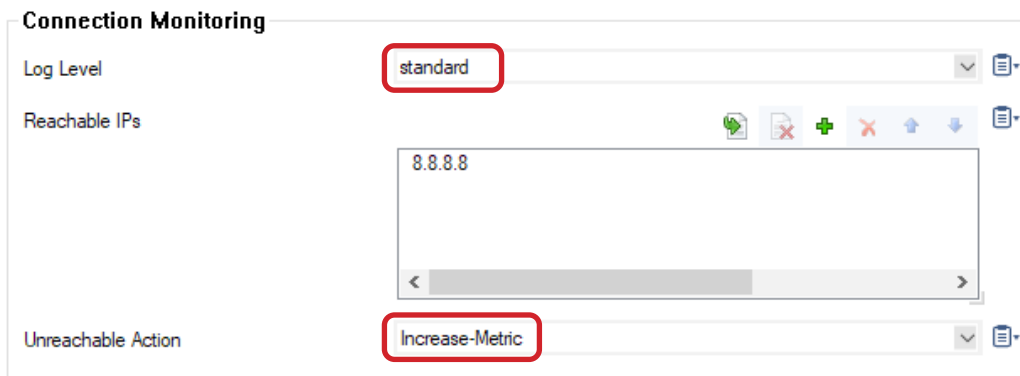 Connection Monitoring
Log Level
standard
Reachable IPs
8.8.8.8
Unreachable Action
Increase-Metric